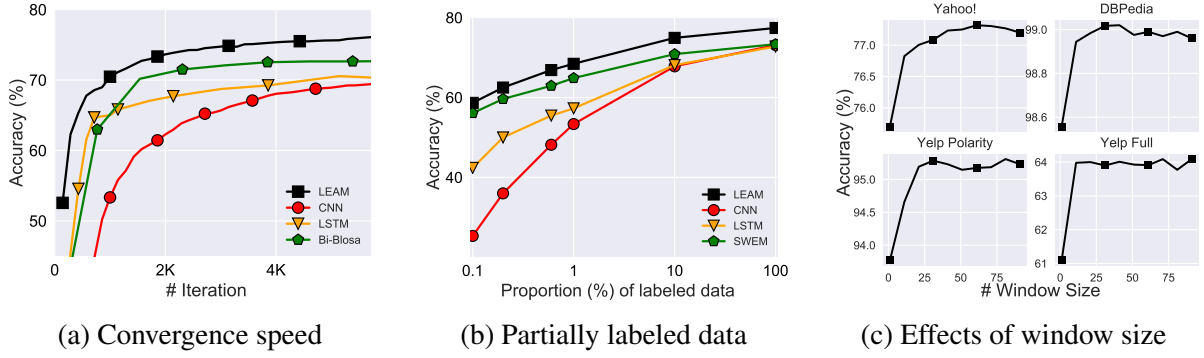 80
70
60
50
Accuracy (%)
0
2K
4K
# Iteration
LEAM
CNN
LSTM
Bi-Blosa
(a) Convergence speed
80
60
40
Accuracy (%)
0.1
1
10
100
Proportion (%) of labeled data
LEAM
CNN
LSTM
SWEM
(b) Partially labeled data
Yahoo!
77.0
76.5
76.0
DBPedia
99.0
98.8
98.6
Accuracy (%)
Yelp Polarity
95.0
94.5
94.0
0
25
50
75
Yelp Full
64
63
62
61
0
25
50
75
# Window Size
(c) Effects of window size